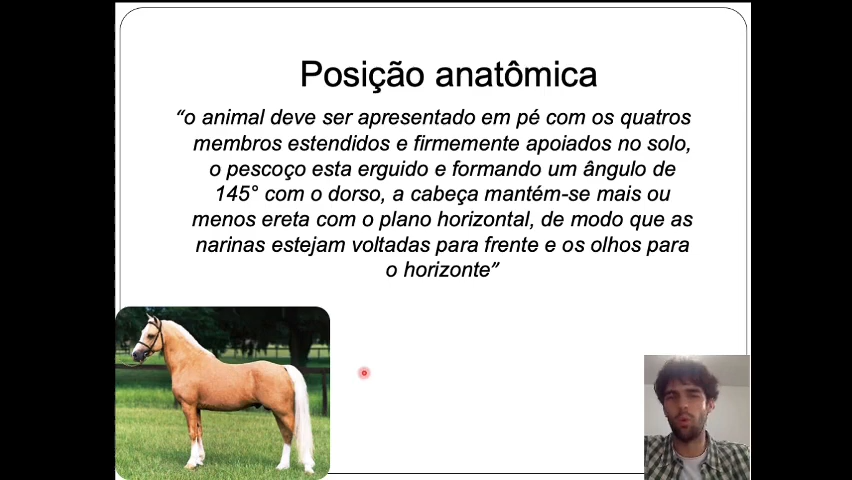 Posição anatômica
“o animal deve ser apresentado em pé com os quatros
membros estendidos e firmemente apoiados no solo,
o pescoço esta erguido e formando um ângulo de
145° com o dorso, a cabeça mantém-se mais ou
menos ereta com o plano horizontal, de modo que as
narinas estejam voltadas para frente e os olhos para
o horizonte”